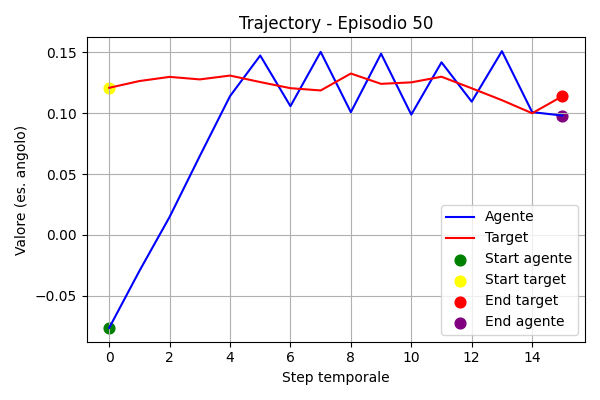 Trajectory - Episodio 50
Valore (es. angolo)
0.15
0.10
0.05
0.00
−0.05
0 2 4 6 8 10 12 14
Step temporale
Agente
Target
Start agente
Start target
End target
End agente